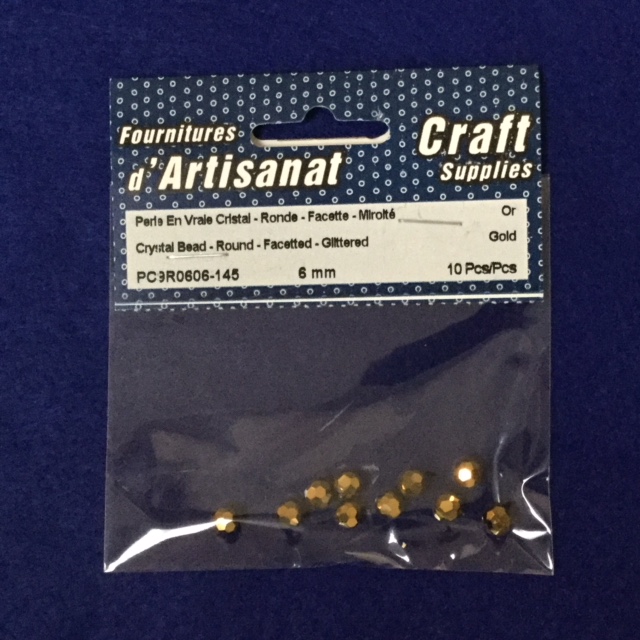 Fournitures
d'Artisanat
Craft
Supplies
Perle En Vraie Cristal - Ronde - Facette - Miroité Or
Crystal Bead - Round - Facetted - Glittered Gold
PC9R0606-145 6 mm 10 Pcs/Pcs